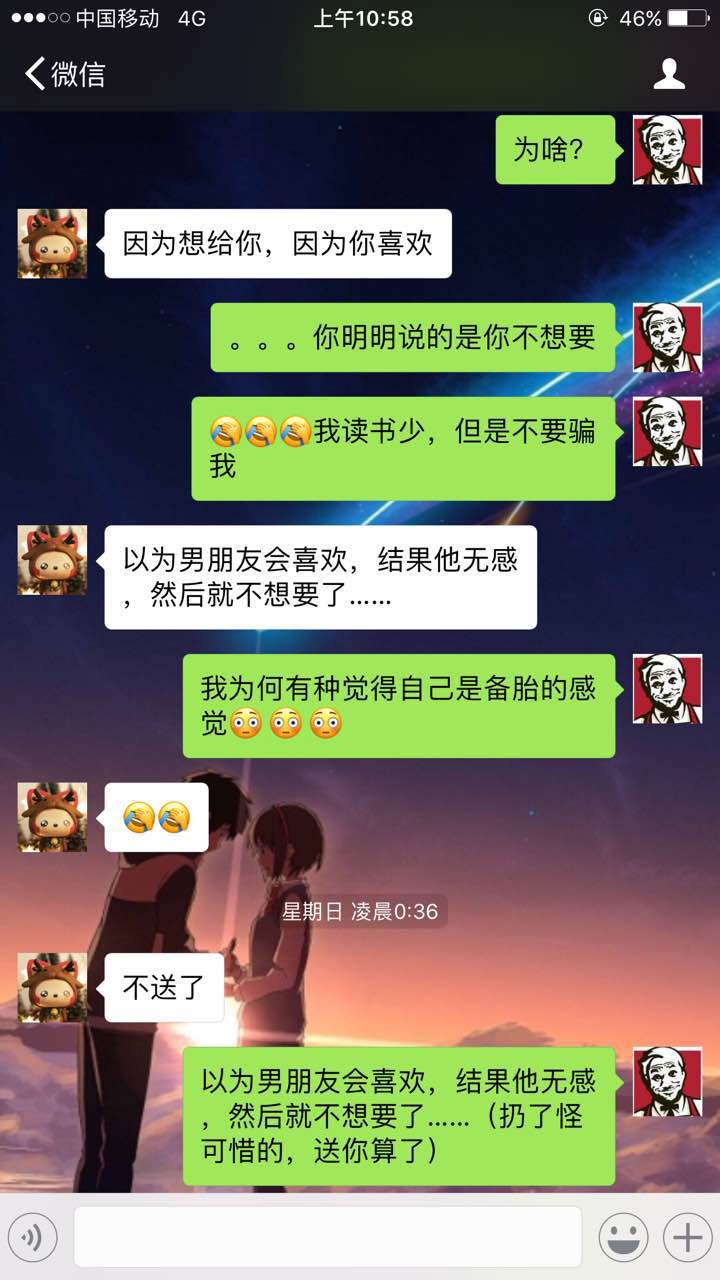 中国移动 4G 上午10:58 46%
微信
为啥?
因为想给你，因为你喜欢
。。。你明明说的是你不想要
🤦🤦🤦我读书少，但是不要骗
我
以为男朋友会喜欢，结果他无感
，然后就不想要了……
我为何有种觉得自己是备胎的感
觉😳😳😳
🤦🤦
星期日 凌晨0:36
不送了
以为男朋友会喜欢，结果他无感
，然后就不想要了……（扔了怪
可惜的，送你算了）